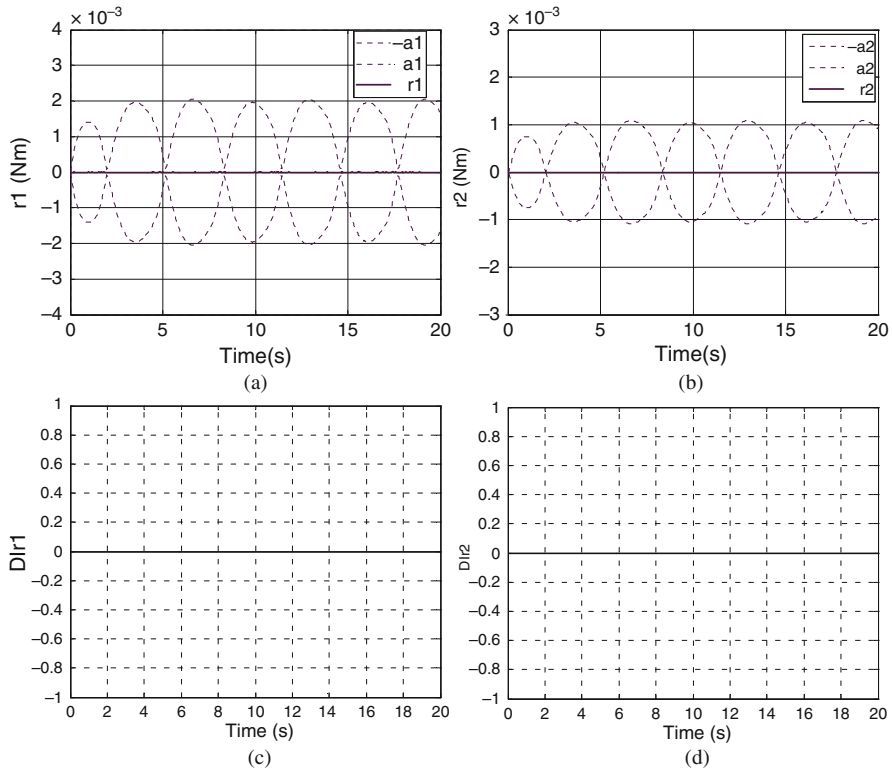 × 10⁻³
4
3
2
1
0
−1
−2
−3
−4
r1 (Nm)
−a1
a1
r1
0 5 10 15 20
Time(s)
(a)
× 10⁻³
3
2
1
0
−1
−2
−3
r2 (Nm)
−a2
a2
r2
0 5 10 15 20
Time(s)
(b)
1
0.8
0.6
0.4
0.2
0
−0.2
−0.4
−0.6
−0.8
−1
DIr1
0 2 4 6 8 10 12 14 16 18 20
Time (s)
(c)
1
0.8
0.6
0.4
0.2
0
−0.2
−0.4
−0.6
−0.8
−1
DIr2
0 2 4 6 8 10 12 14 16 18 20
Time (s)
(d)